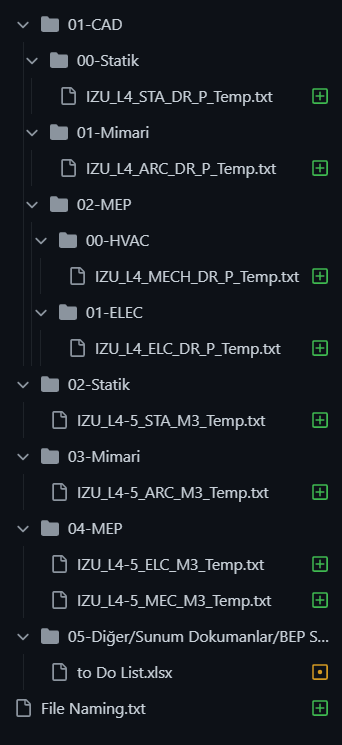 01-CAD
00-Statik
IZU_L4_STA_DR_P_Temp.txt
01-Mimari
IZU_L4_ARC_DR_P_Temp.txt
02-MEP
00-HVAC
IZU_L4_MECH_DR_P_Temp.txt
01-ELEC
IZU_L4_ELC_DR_P_Temp.txt
02-Statik
IZU_L4-5_STA_M3_Temp.txt
03-Mimari
IZU_L4-5_ARC_M3_Temp.txt
04-MEP
IZU_L4-5_ELC_M3_Temp.txt
IZU_L4-5_MEC_M3_Temp.txt
05-Diğer/Sunum Dokumanlar/BEP S...
to Do List.xlsx
File Naming.txt